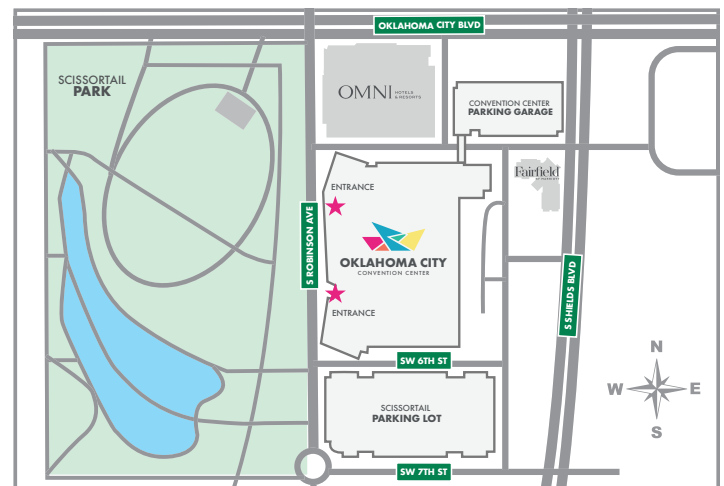 OKLAHOMA CITY BLVD
SCISSORTAIL
PARK
OMNI HOTELS
& RESORTS
CONVENTION CENTER
PARKING GARAGE
Fairfield
ENTRANCE
S ROBINSON AVE
OKLAHOMA CITY
CONVENTION CENTER
ENTRANCE
S SHIELDS BLVD
SW 6TH ST
N
W E
S
SCISSORTAIL
PARKING LOT
SW 7TH ST